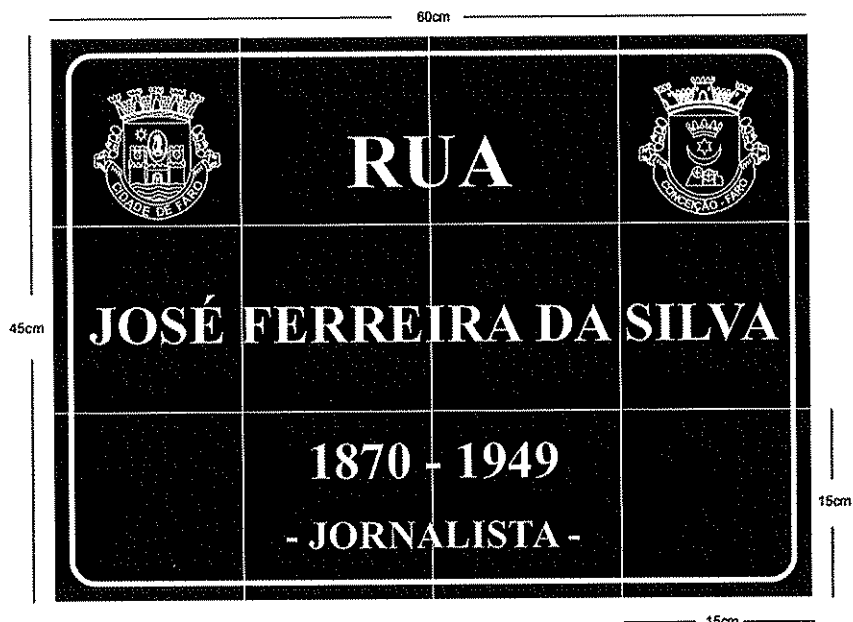 60cm
CIDADE DE FARO
RUA
CONCEIÇÃO - FARO
45cm
JOSÉ FERREIRA DA SILVA
1870 - 1949
15cm
- JORNALISTA -
15cm